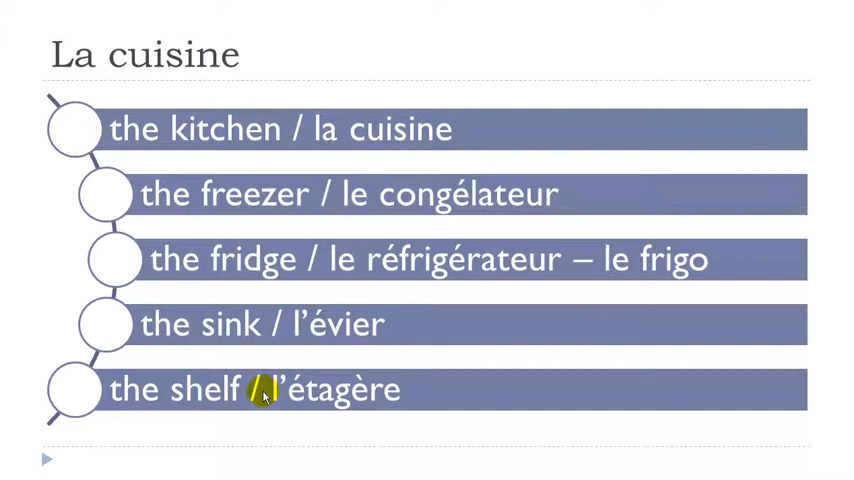 La cuisine
the kitchen / la cuisine
the freezer / le congélateur
the fridge / le réfrigérateur – le frigo
the sink / l’évier
the shelf / l’étagère